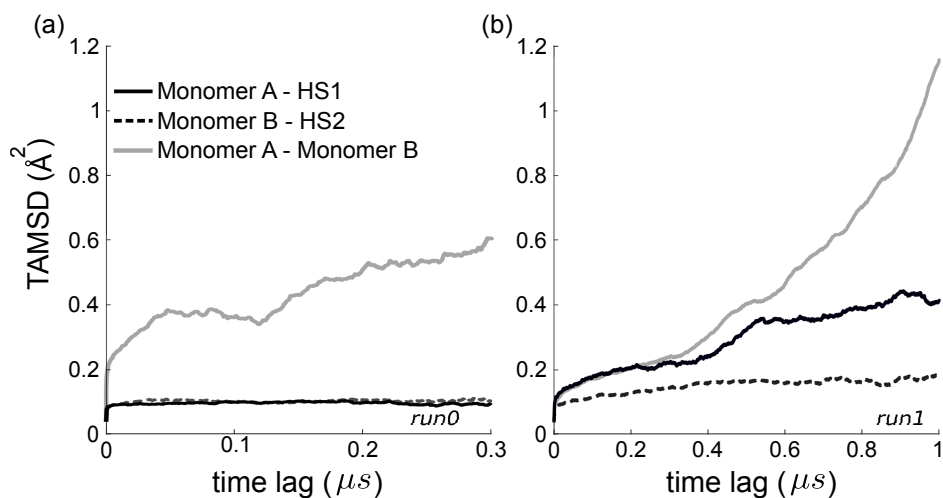 (a)
(b)
TAMSD (Å²)
1.2
1
0.8
0.6
0.4
0.2
0
Monomer A - HS1
Monomer B - HS2
Monomer A - Monomer B
run0
0 0.1 0.2 0.3
time lag (μs)
1.2
1
0.8
0.6
0.4
0.2
0
run1
0 0.2 0.4 0.6 0.8 1
time lag (μs)